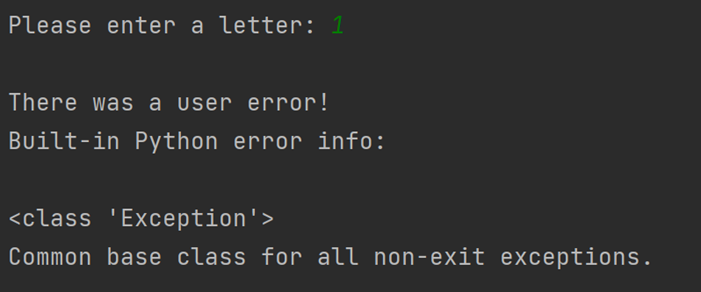 Please enter a letter: 1
There was a user error!
Built-in Python error info:
<class 'Exception'>
Common base class for all non-exit exceptions.